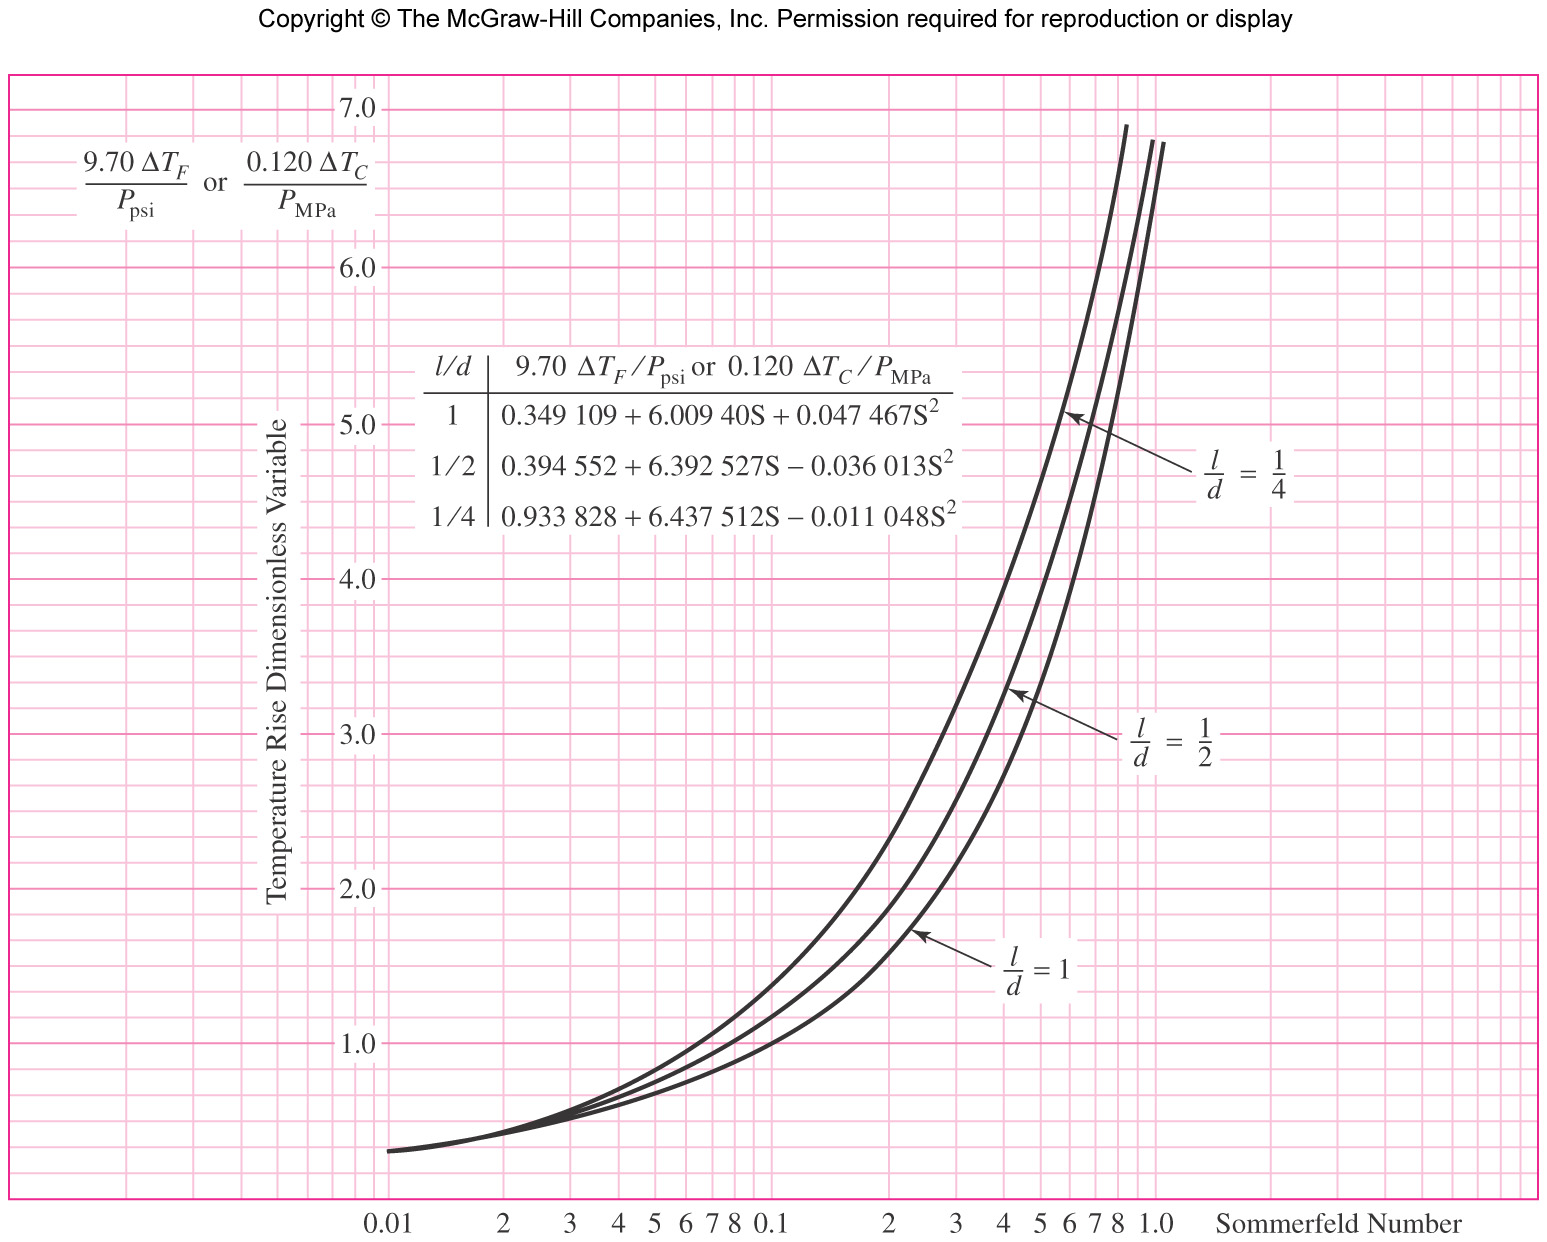 Copyright © The McGraw-Hill Companies, Inc. Permission required for reproduction or display
7.0
9.70 ΔT_F / P_psi or 0.120 ΔT_C / P_MPa
6.0
l/d 9.70 ΔT_F/P_psi or 0.120 ΔT_C/P_MPa
1 0.349 109 + 6.009 40S + 0.047 467S²
1/2 0.394 552 + 6.392 527S − 0.036 013S²
1/4 0.933 828 + 6.437 512S − 0.011 048S²
5.0
l/d = 1/4
Temperature Rise Dimensionless Variable
4.0
3.0
l/d = 1/2
2.0
l/d = 1
1.0
0.01 2 3 4 5 6 7 8 0.1 2 3 4 5 6 7 8 1.0 Sommerfeld Number